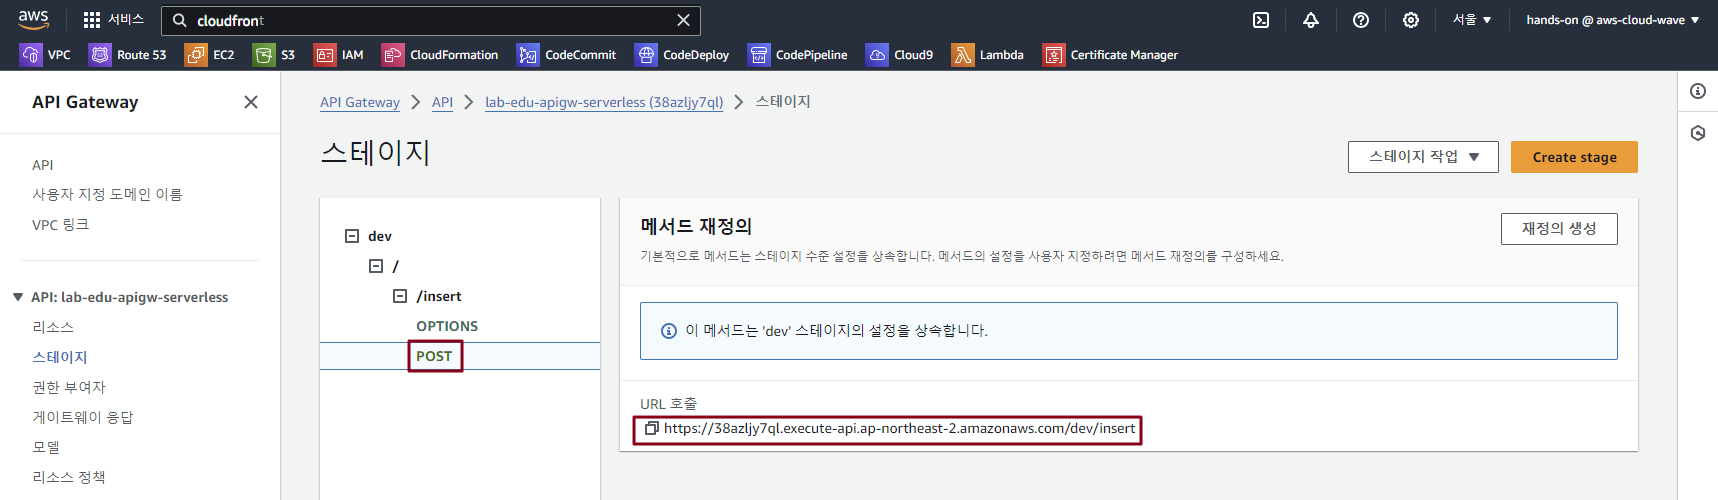 aws
서비스
cloudfront
서울 ▼
hands-on @ aws-cloud-wave ▼
VPC
Route 53
EC2
S3
IAM
CloudFormation
CodeCommit
CodeDeploy
CodePipeline
Cloud9
Lambda
Certificate Manager
API Gateway
API
사용자 지정 도메인 이름
VPC 링크
▼ API: lab-edu-apigw-serverless
리소스
스테이지
권한 부여자
게이트웨이 응답
모델
리소스 정책
API Gateway > API > lab-edu-apigw-serverless (38azljy7ql) > 스테이지
스테이지
스테이지 작업 ▼
Create stage
dev
/
/insert
OPTIONS
POST
메서드 재정의
재정의 생성
기본적으로 메서드는 스테이지 수준 설정을 상속합니다. 메서드의 설정을 사용자 지정하려면 메서드 재정의를 구성하세요.
이 메서드는 'dev' 스테이지의 설정을 상속합니다.
URL 호출
https://38azljy7ql.execute-api.ap-northeast-2.amazonaws.com/dev/insert